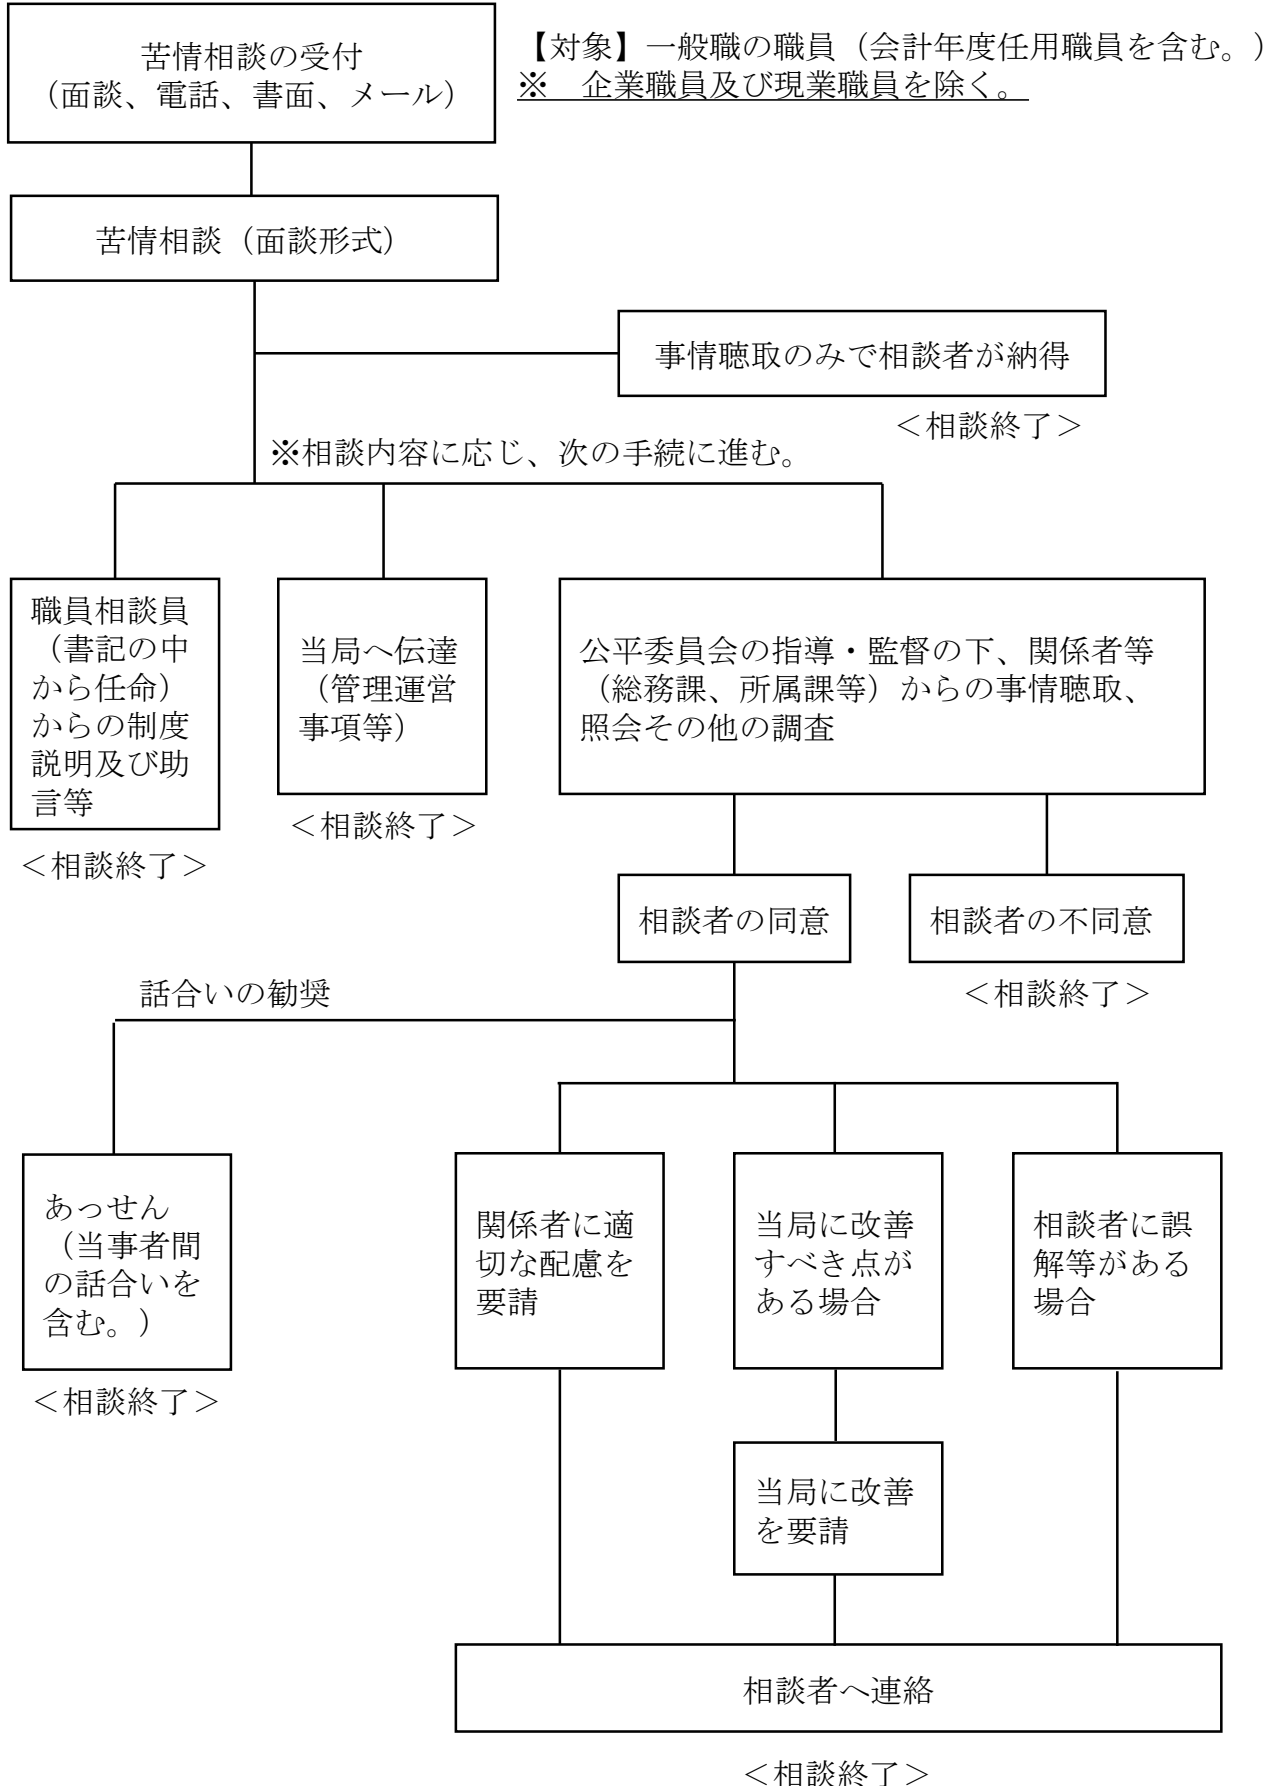 苦情相談の受付
（面談、電話、書面、メール）
【対象】一般職の職員（会計年度任用職員を含む。）
※　企業職員及び現業職員を除く。
苦情相談（面談形式）
事情聴取のみで相談者が納得
＜相談終了＞
※相談内容に応じ、次の手続に進む。
職員相談員
（書記の中
から任命）
からの制度
説明及び助
言等
＜相談終了＞
当局へ伝達
（管理運営
事項等）
＜相談終了＞
公平委員会の指導・監督の下、関係者等
（総務課、所属課等）からの事情聴取、
照会その他の調査
相談者の同意
相談者の不同意
＜相談終了＞
話合いの勧奨
あっせん
（当事者間
の話合いを
含む。）
＜相談終了＞
関係者に適
切な配慮を
要請
当局に改善
すべき点が
ある場合
相談者に誤
解等がある
場合
当局に改善
を要請
相談者へ連絡
＜相談終了＞